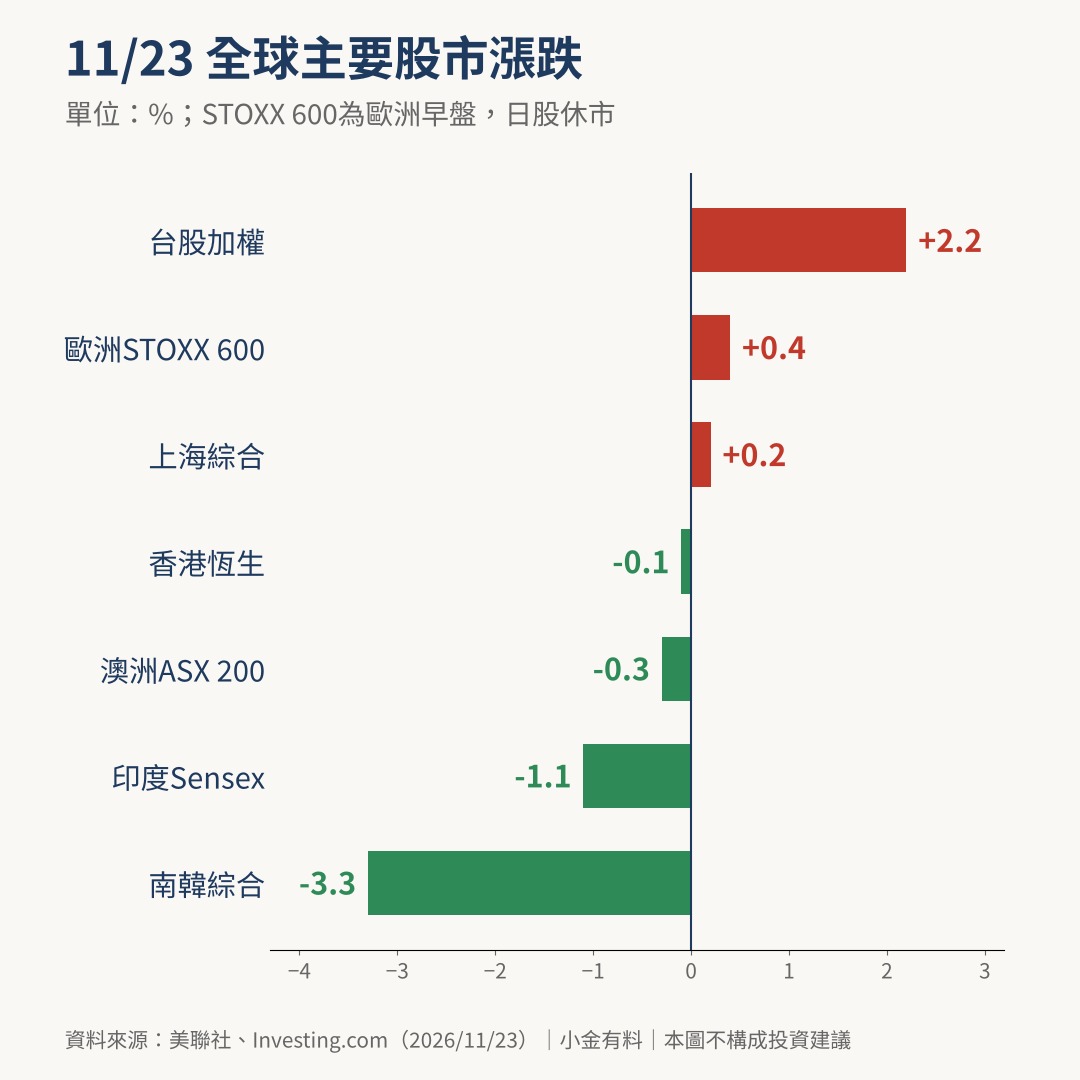 11/23 全球主要股市漲跌
單位：%；STOXX 600為歐洲早盤，日股休市
台股加權 +2.2
歐洲STOXX 600 +0.4
上海綜合 +0.2
香港恆生 -0.1
澳洲ASX 200 -0.3
印度Sensex -1.1
南韓綜合 -3.3
−4 −3 −2 −1 0 1 2 3
資料來源：美聯社、Investing.com（2026/11/23）｜小金有料｜本圖不構成投資建議